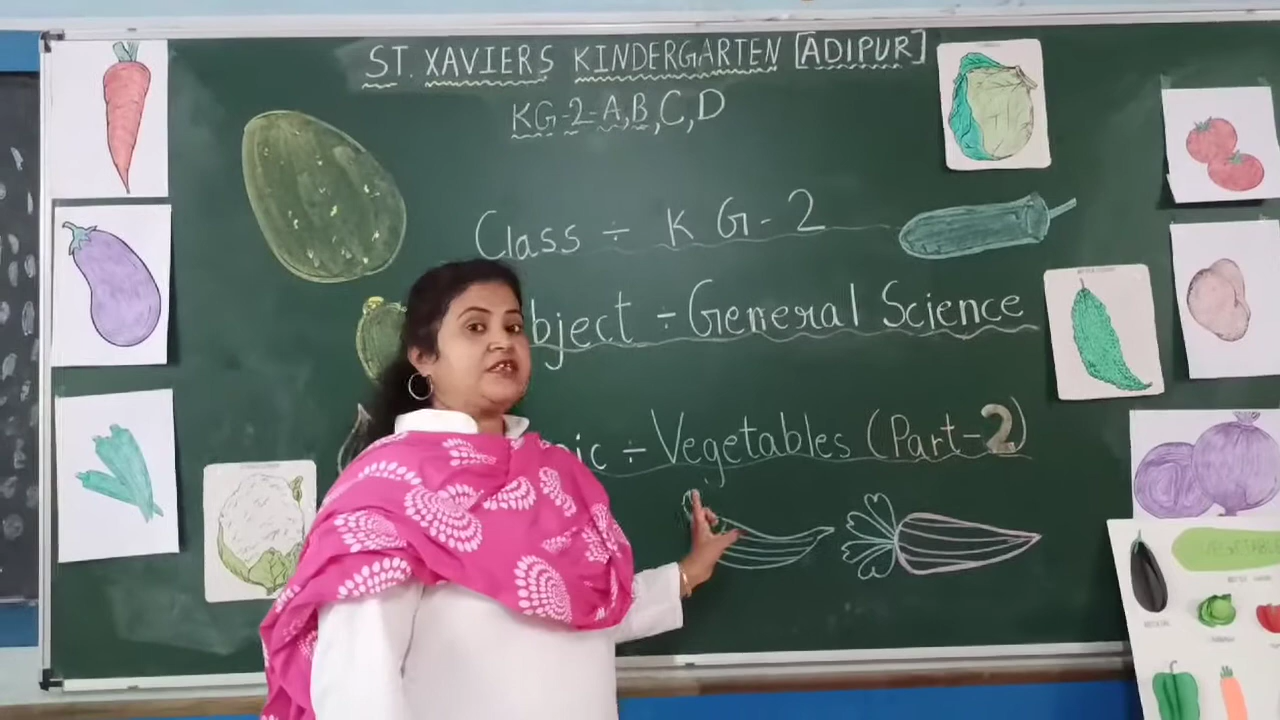 ST. XAVIERS KINDERGARTEN [ADIPUR]
KG-2-A,B,C,D
Class ÷ KG-2
bject ÷ General Science
ic ÷ Vegetables (Part-2)